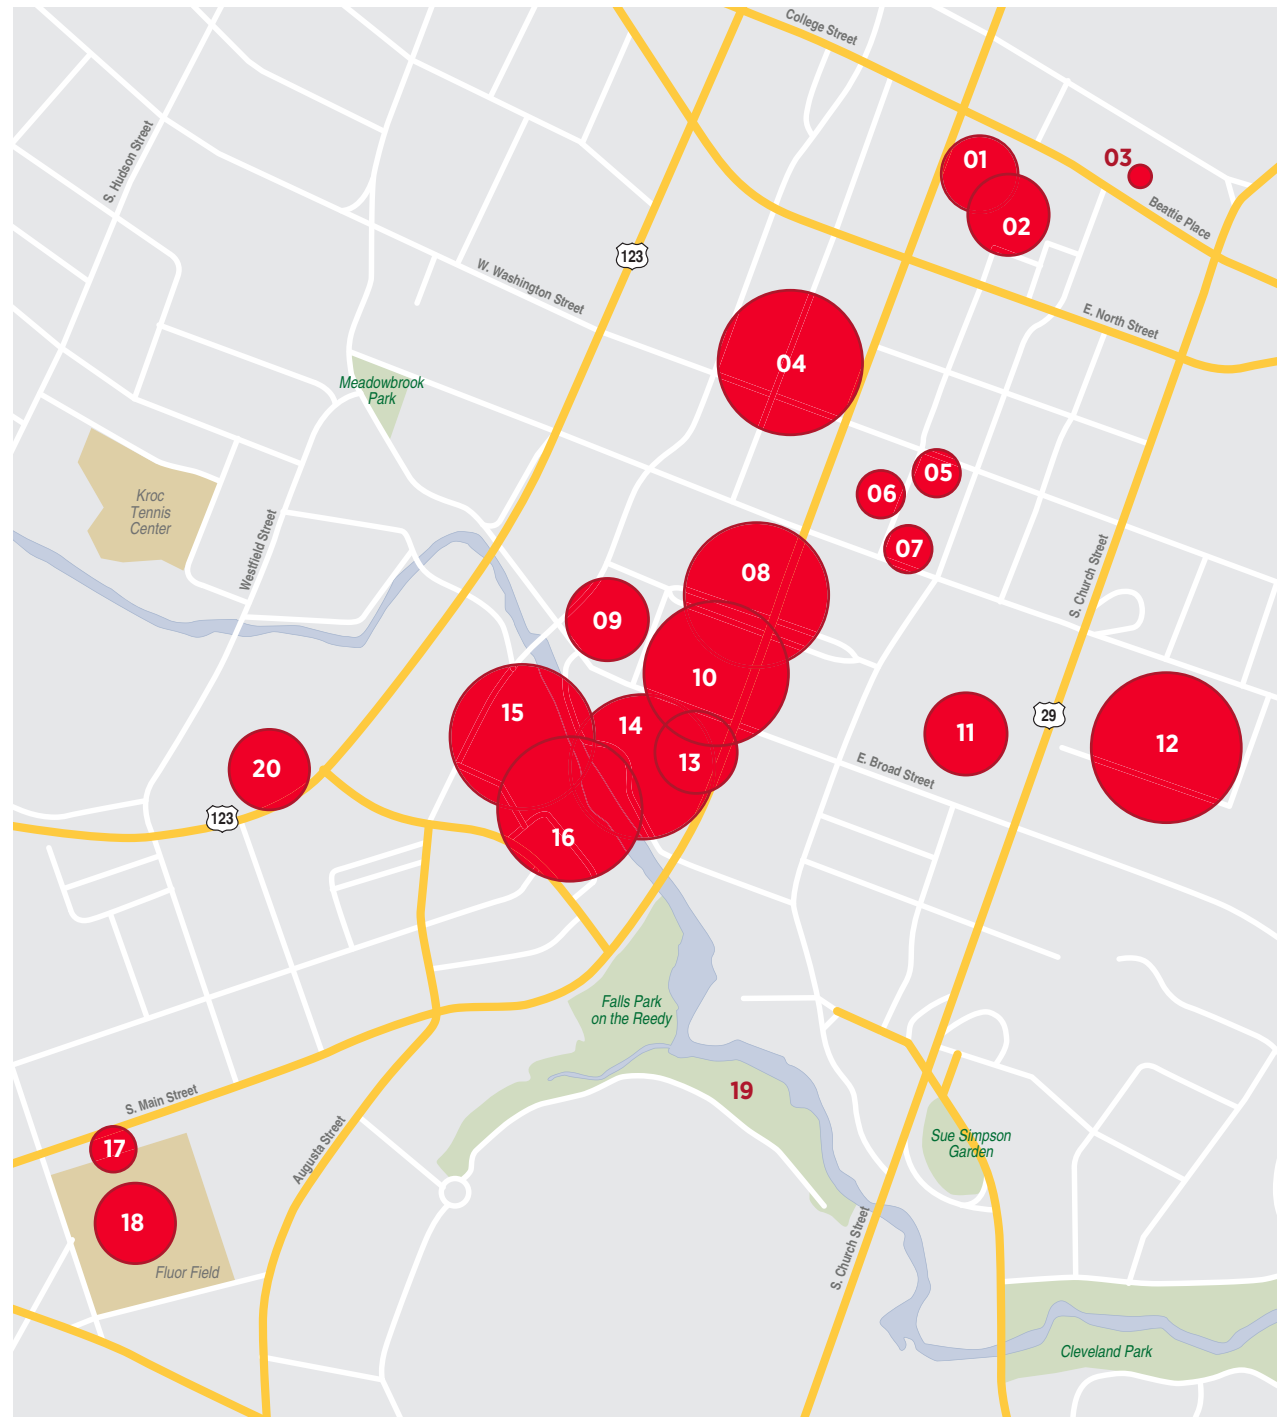 College Street
S. Hudson Street
01
03
02
Beattie Place
123
W. Washington Street
E. North Street
04
Meadowbrook
Park
05
06
Kroc
Tennis
Center
07
Westfield Street
S. Church Street
08
09
10
15
14
29
11
12
13
20
E. Broad Street
123
16
Falls Park
on the Reedy
19
S. Main Street
Augusta Street
17
Sue Simpson
Garden
18
Fluor Field
S. Church Street
Cleveland Park